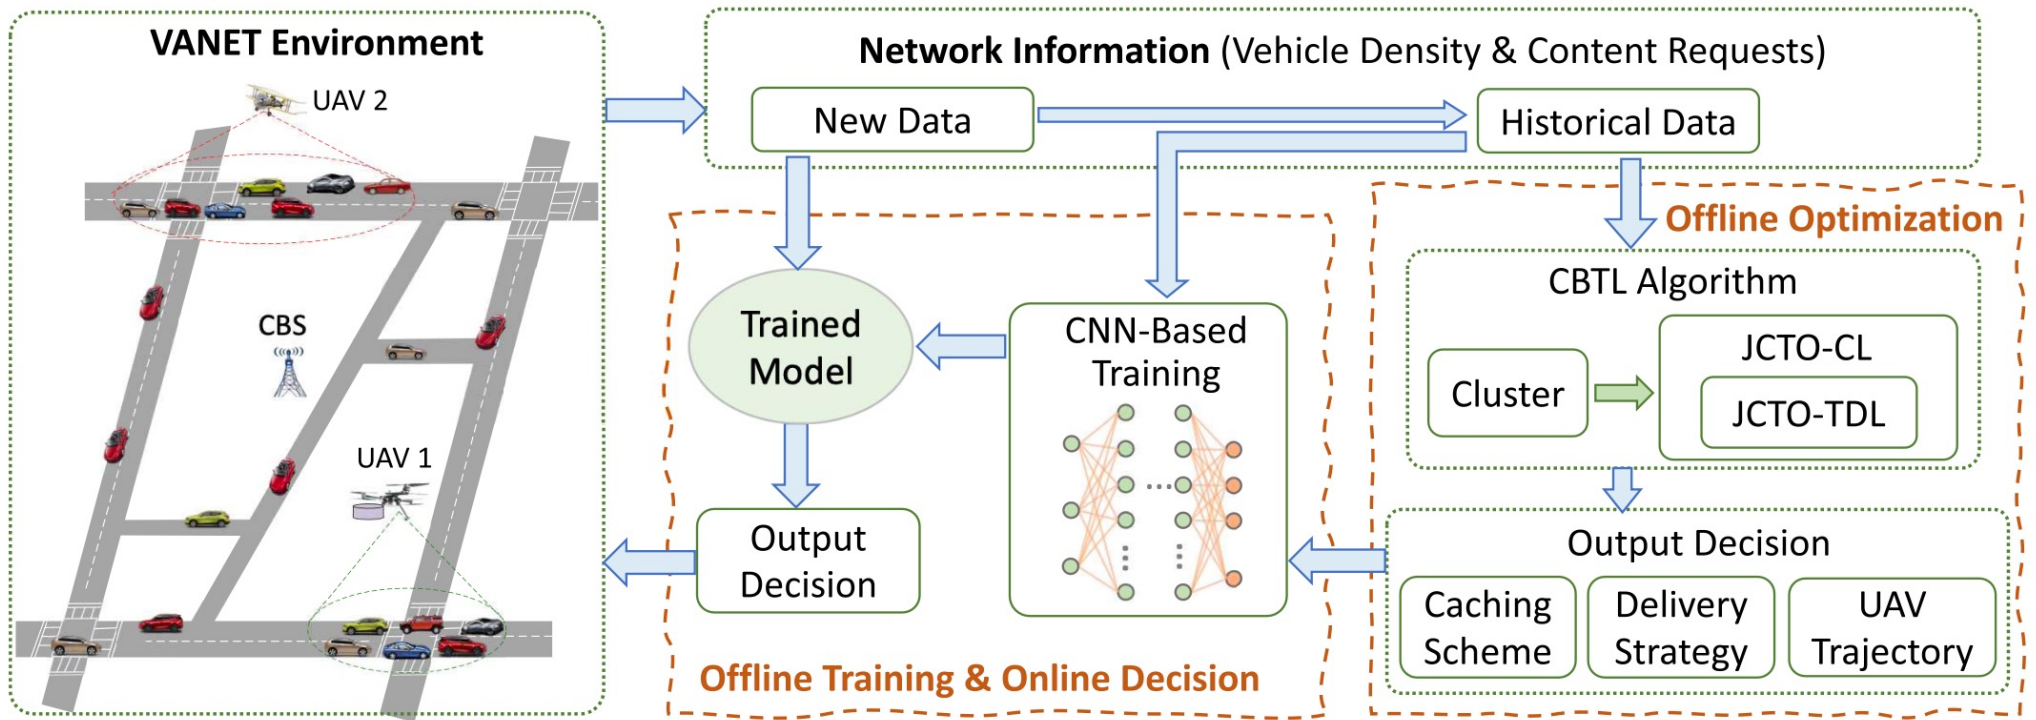 VANET Environment
UAV 2
CBS
UAV 1
Network Information (Vehicle Density & Content Requests)
New Data
Historical Data
Trained
Model
Output
Decision
CNN-Based
Training
Offline Training & Online Decision
Offline Optimization
CBTL Algorithm
Cluster
JCTO-CL
JCTO-TDL
Output Decision
Caching
Scheme
Delivery
Strategy
UAV
Trajectory